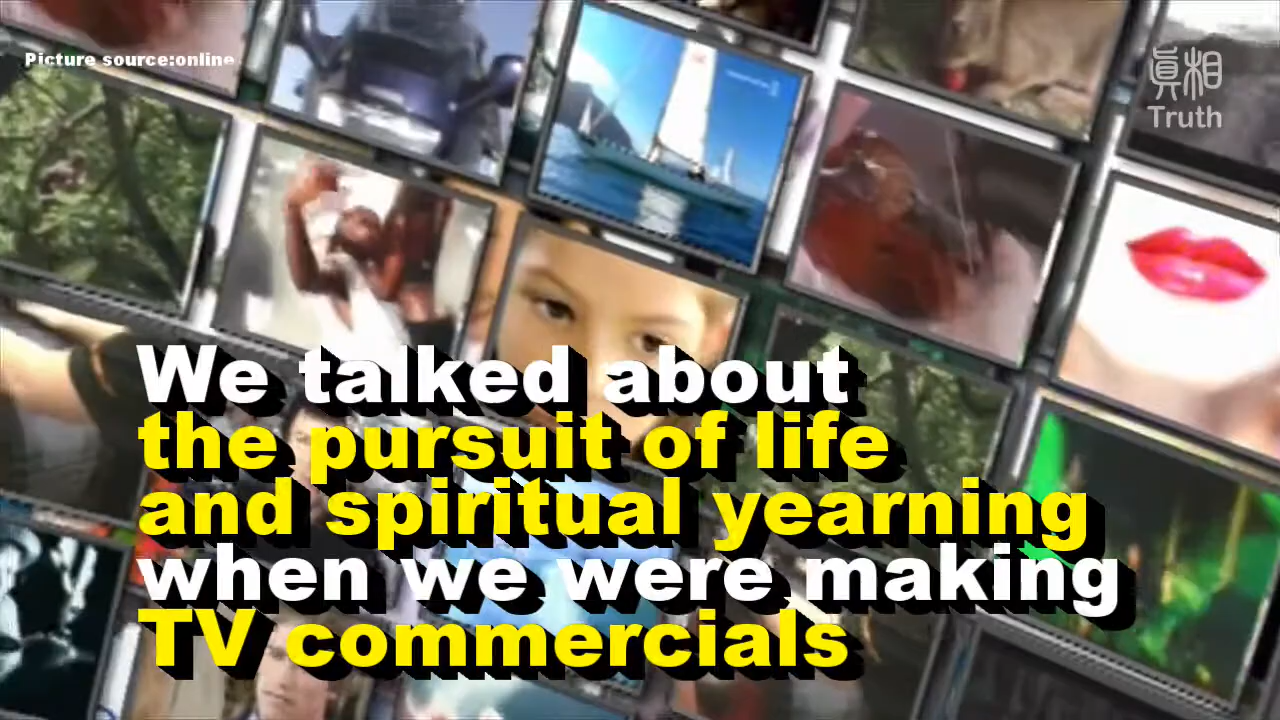 Picture source:online
真相
Truth
We talked about
the pursuit of life
and spiritual yearning
when we were making
TV commercials